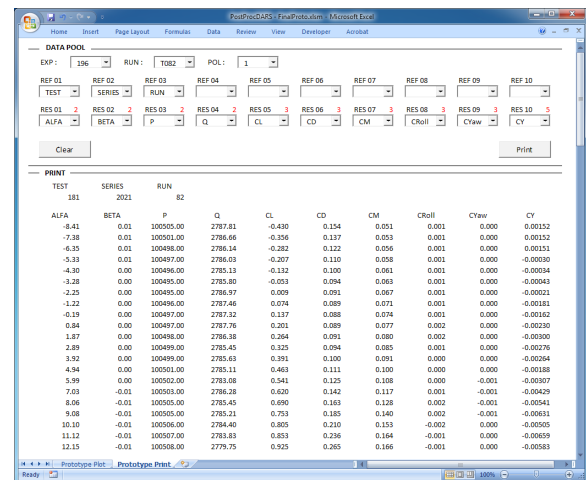 PostProcDARS - FinalProto.xlsm - Microsoft Excel
Home Insert Page Layout Formulas Data Review View Developer Acrobat
DATA POOL
EXP : 196 RUN : T082 POL : 1
REF 01 REF 02 REF 03 REF 04 REF 05 REF 06 REF 07 REF 08 REF 09 REF 10
TEST SERIES RUN
RES 01 2 RES 02 2 RES 03 2 RES 04 2 RES 05 3 RES 06 3 RES 07 3 RES 08 3 RES 09 3 RES 10 5
ALFA BETA P Q CL CD CM CRoll CYaw CY
Clear Print
PRINT
TEST SERIES RUN
181 2021 82
ALFA BETA P Q CL CD CM CRoll CYaw CY
-8.41 0.01 100505.00 2787.81 -0.430 0.154 0.051 0.001 0.000 0.00152
-7.38 0.01 100501.00 2786.66 -0.356 0.137 0.053 0.001 0.000 0.00152
-6.35 0.01 100498.00 2786.14 -0.282 0.122 0.056 0.001 0.000 0.00151
-5.33 0.01 100497.00 2786.03 -0.207 0.110 0.058 0.001 0.000 -0.00030
-4.30 0.00 100496.00 2785.13 -0.132 0.100 0.061 0.001 0.000 -0.00034
-3.28 0.00 100495.00 2785.80 -0.053 0.094 0.063 0.001 0.000 -0.00043
-2.25 0.00 100495.00 2786.97 0.009 0.091 0.067 0.001 0.000 -0.00021
-1.22 0.00 100496.00 2787.46 0.074 0.089 0.071 0.001 0.000 -0.00181
-0.19 0.00 100497.00 2787.32 0.137 0.088 0.074 0.001 0.000 -0.00162
0.84 0.00 100497.00 2787.76 0.201 0.089 0.077 0.002 0.000 -0.00230
1.87 0.00 100498.00 2786.38 0.264 0.091 0.080 0.002 0.000 -0.00300
2.89 0.00 100499.00 2785.45 0.325 0.094 0.085 0.001 0.000 -0.00276
3.92 0.00 100499.00 2785.63 0.391 0.100 0.091 0.000 0.000 -0.00264
4.94 0.00 100501.00 2785.11 0.463 0.111 0.100 0.000 0.000 -0.00188
5.99 0.00 100502.00 2783.08 0.541 0.125 0.108 0.000 -0.001 -0.00307
7.03 -0.01 100503.00 2786.28 0.620 0.142 0.117 0.001 -0.001 -0.00429
8.06 -0.01 100505.00 2785.45 0.690 0.163 0.128 0.002 -0.001 -0.00541
9.08 -0.01 100505.00 2785.21 0.753 0.185 0.140 0.002 -0.001 -0.00631
10.10 -0.01 100506.00 2784.40 0.805 0.210 0.153 -0.002 0.000 -0.00505
11.12 -0.01 100507.00 2783.83 0.853 0.236 0.164 -0.001 0.000 -0.00659
12.15 -0.01 100508.00 2779.75 0.925 0.265 0.166 -0.001 0.000 -0.00583
Prototype Plot Prototype Print
Ready 100%